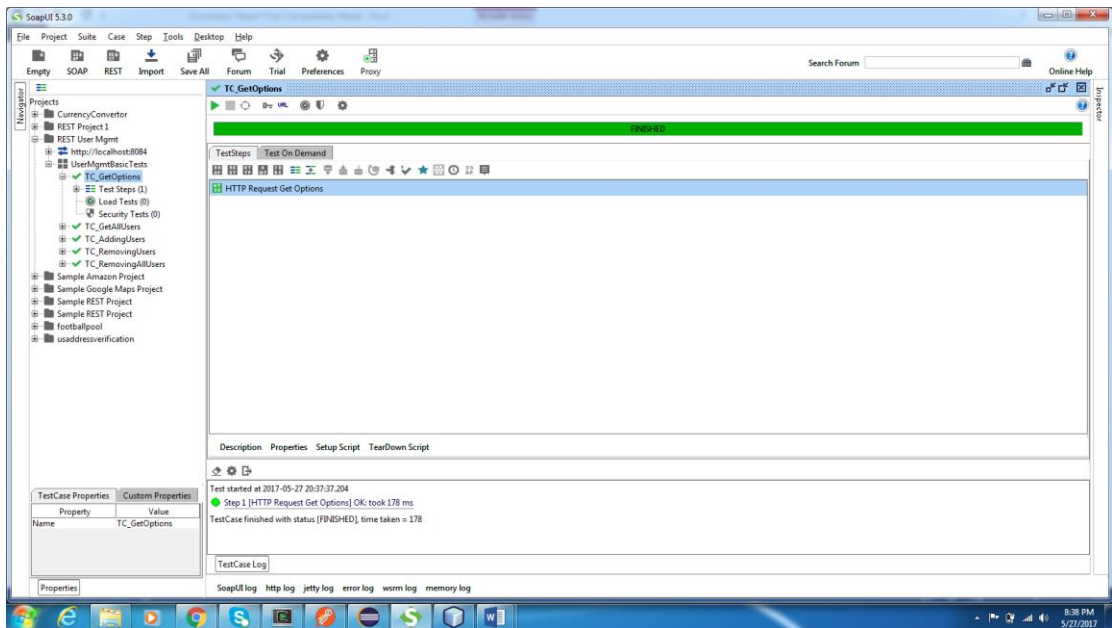 SoapUI 5.3.0
File Project Suite Case Step Tools Desktop Help
Empty SOAP REST Import Save All Forum Trial Preferences Proxy
Search Forum
Online Help
Navigator
Projects
CurrencyConvertor
REST Project 1
REST User Mgmt
http://localhost:8084
UserMgmtBasicTests
TC_GetOptions
Test Steps (1)
Load Tests (0)
Security Tests (0)
TC_GetAllUsers
TC_AddingUsers
TC_RemovingUsers
TC_RemovingAllUsers
Sample Amazon Project
Sample Google Maps Project
Sample REST Project
Sample REST Project
footballpool
usaddressverification
TestCase Properties Custom Properties
Property Value
Name TC_GetOptions
Properties
TC_GetOptions
URL
FINISHED
TestSteps Test On Demand
HTTP Request Get Options
Description Properties Setup Script TearDown Script
Test started at 2017-05-27 20:37:37.204
Step 1 [HTTP Request Get Options] OK: took 178 ms
TestCase finished with status [FINISHED], time taken = 178
TestCase Log
SoapUI log http log jetty log error log wsrm log memory log
Inspector
8:38 PM
5/27/2017